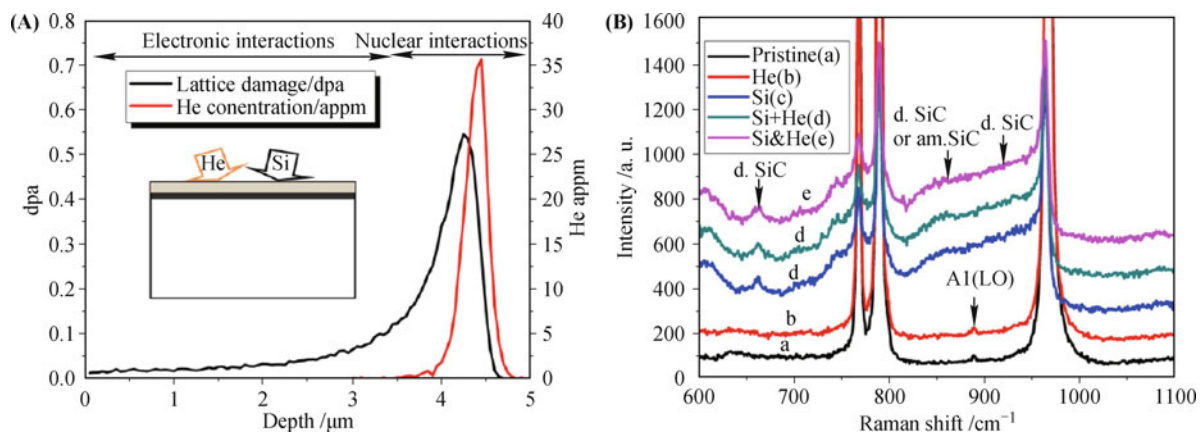 (A)
0.8
0.7
0.6
0.5
0.4
0.3
0.2
0.1
0.0
dpa
Electronic interactions
Nuclear interactions
Lattice damage/dpa
He conentration/appm
He
Si
40
35
30
25
20
15
10
5
0
He appm
0 1 2 3 4 5
Depth /μm
(B)
1600
1400
1200
1000
800
600
400
200
0
Intensity /a. u.
Pristine(a)
He(b)
Si(c)
Si+He(d)
Si&He(e)
d. SiC
d. SiC
or am.SiC
d. SiC
e
d
d
b
a
A1(LO)
600 700 800 900 1000 1100
Raman shift /cm⁻¹